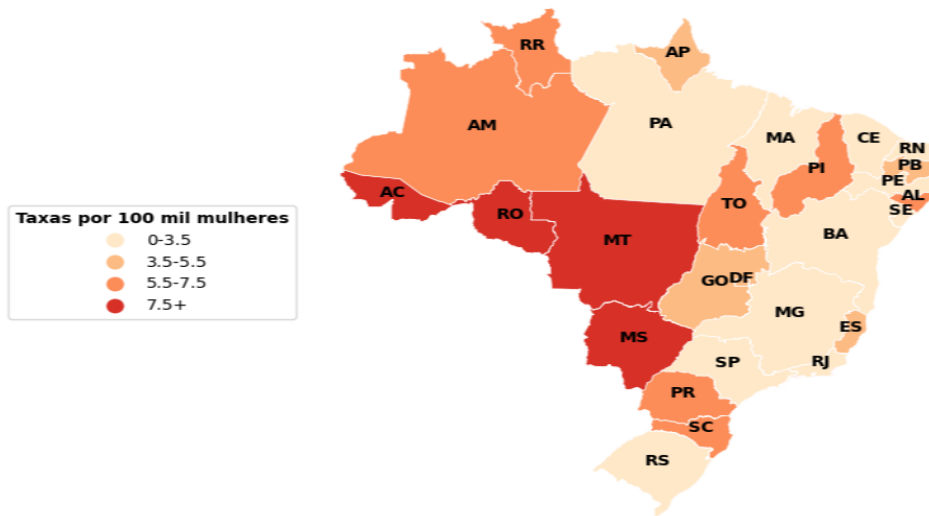 RR
AP
AM
PA
MA
CE
RN
PB
PI
PE
AC
AL
RO
TO
SE
Taxas por 100 mil mulheres
0-3.5
3.5-5.5
5.5-7.5
7.5+
MT
BA
GO
DF
MG
ES
MS
SP
RJ
PR
SC
RS